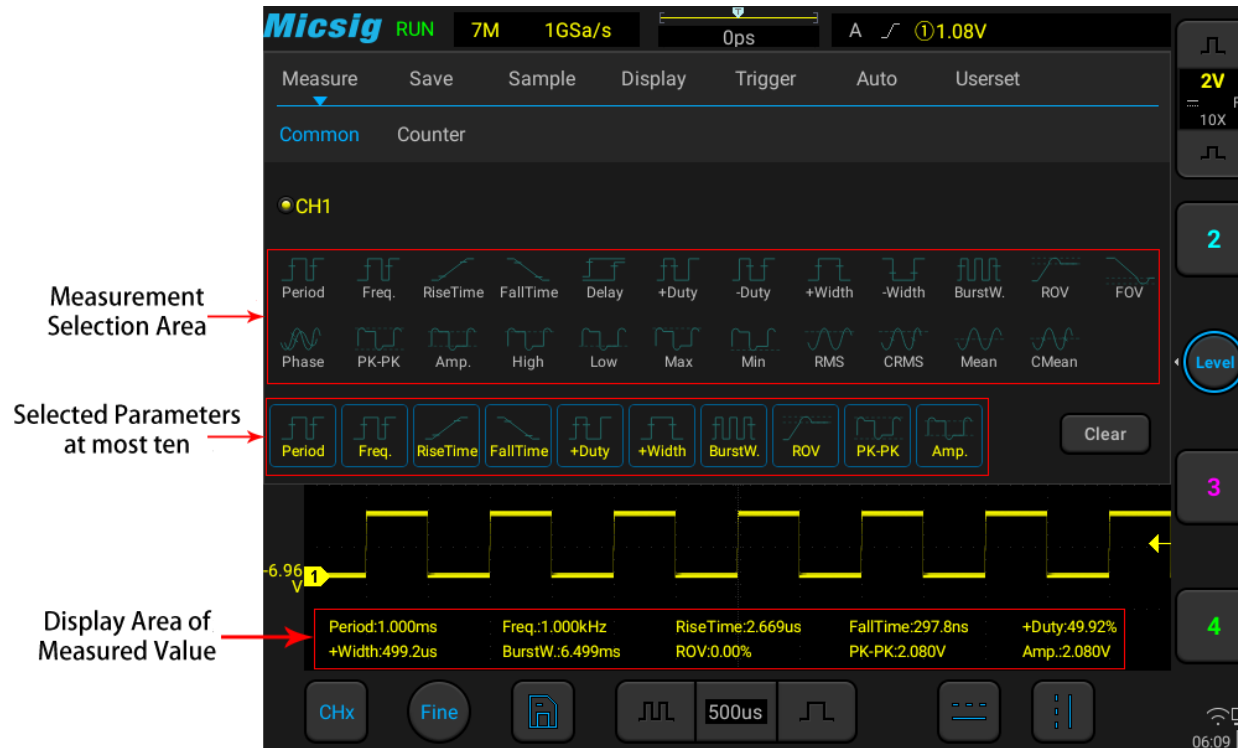 Micsig RUN 7M 1GSa/s 0ps A ①1.08V
Measure Save Sample Display Trigger Auto Userset
2V
10X
Common Counter
CH1
2
Measurement
Selection Area
Period Freq. RiseTime FallTime Delay +Duty -Duty +Width -Width BurstW. ROV FOV
Phase PK-PK Amp. High Low Max Min RMS CRMS Mean CMean
Level
Selected Parameters
at most ten
Period Freq. RiseTime FallTime +Duty +Width BurstW. ROV PK-PK Amp.
Clear
3
-6.96
V
1
Display Area of
Measured Value
Period:1.000ms Freq.:1.000kHz RiseTime:2.669us FallTime:297.8ns +Duty:49.92%
+Width:499.2us BurstW.:6.499ms ROV:0.00% PK-PK:2.080V Amp.:2.080V
4
CHx Fine 500us
06:09